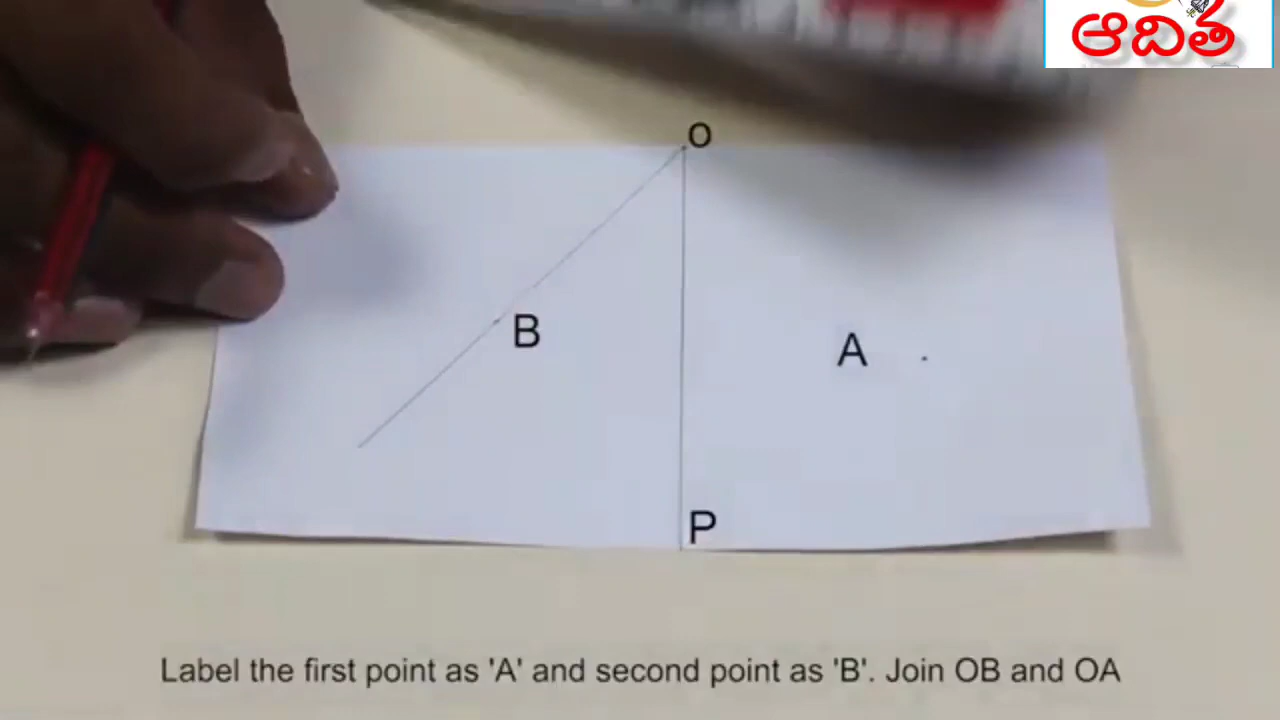 ఆదిత
O
B
A
P
Label the first point as 'A' and second point as 'B'. Join OB and OA